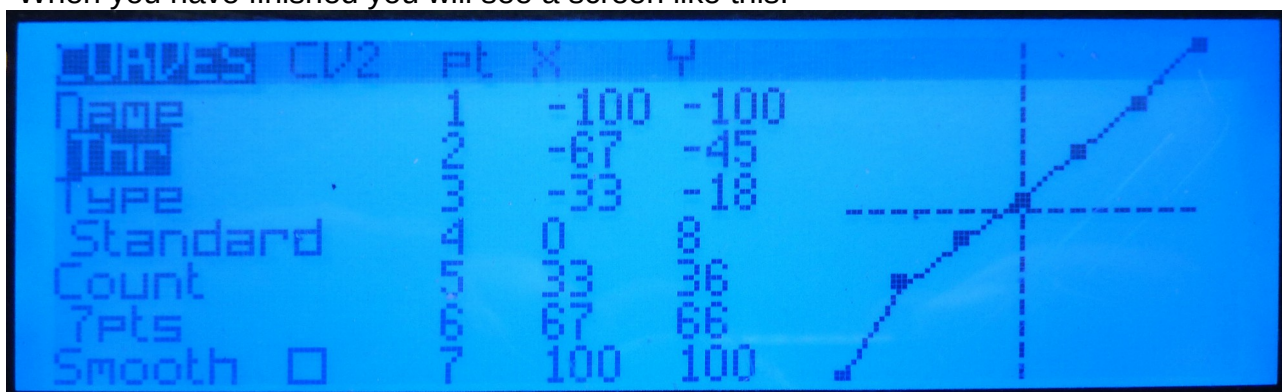 When you have finished you will see a screen like this:
CURVES CV2 pt X Y
Name 1 -100 -100
Thr 2 -67 -45
Type 3 -33 -18
Standard 4 0 8
Count 5 33 36
7pts 6 67 66
Smooth 7 100 100